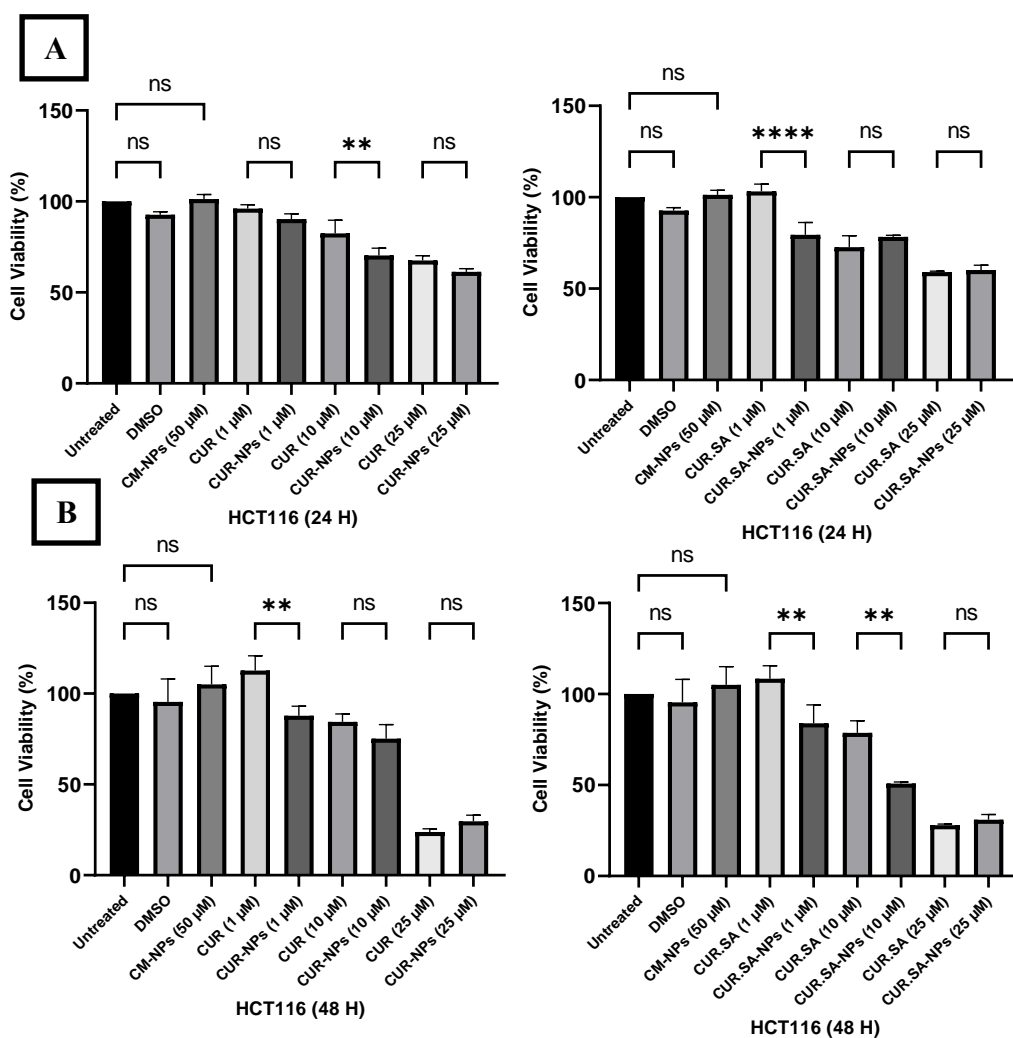 A
ns
ns
ns
**
ns
150
100
50
0
Cell Viability (%)
Untreated
DMSO
CM-NPs (50 µM)
CUR (1 µM)
CUR-NPs (1 µM)
CUR (10 µM)
CUR-NPs (10 µM)
CUR (25 µM)
CUR-NPs (25 µM)
HCT116 (24 H)
ns
ns
****
ns
ns
150
100
50
0
Cell Viability (%)
Untreated
DMSO
CM-NPs (50 µM)
CUR.SA (1 µM)
CUR.SA-NPs (1 µM)
CUR.SA (10 µM)
CUR.SA-NPs (10 µM)
CUR.SA (25 µM)
CUR.SA-NPs (25 µM)
HCT116 (24 H)
B
ns
ns
**
ns
ns
150
100
50
0
Cell Viability (%)
Untreated
DMSO
CM-NPs (50 µM)
CUR (1 µM)
CUR-NPs (1 µM)
CUR (10 µM)
CUR-NPs (10 µM)
CUR (25 µM)
CUR-NPs (25 µM)
HCT116 (48 H)
ns
ns
**
**
ns
150
100
50
0
Cell Viability (%)
Untreated
DMSO
CM-NPs (50 µM)
CUR.SA (1 µM)
CUR.SA-NPs (1 µM)
CUR.SA (10 µM)
CUR.SA-NPs (10 µM)
CUR.SA (25 µM)
CUR.SA-NPs (25 µM)
HCT116 (48 H)